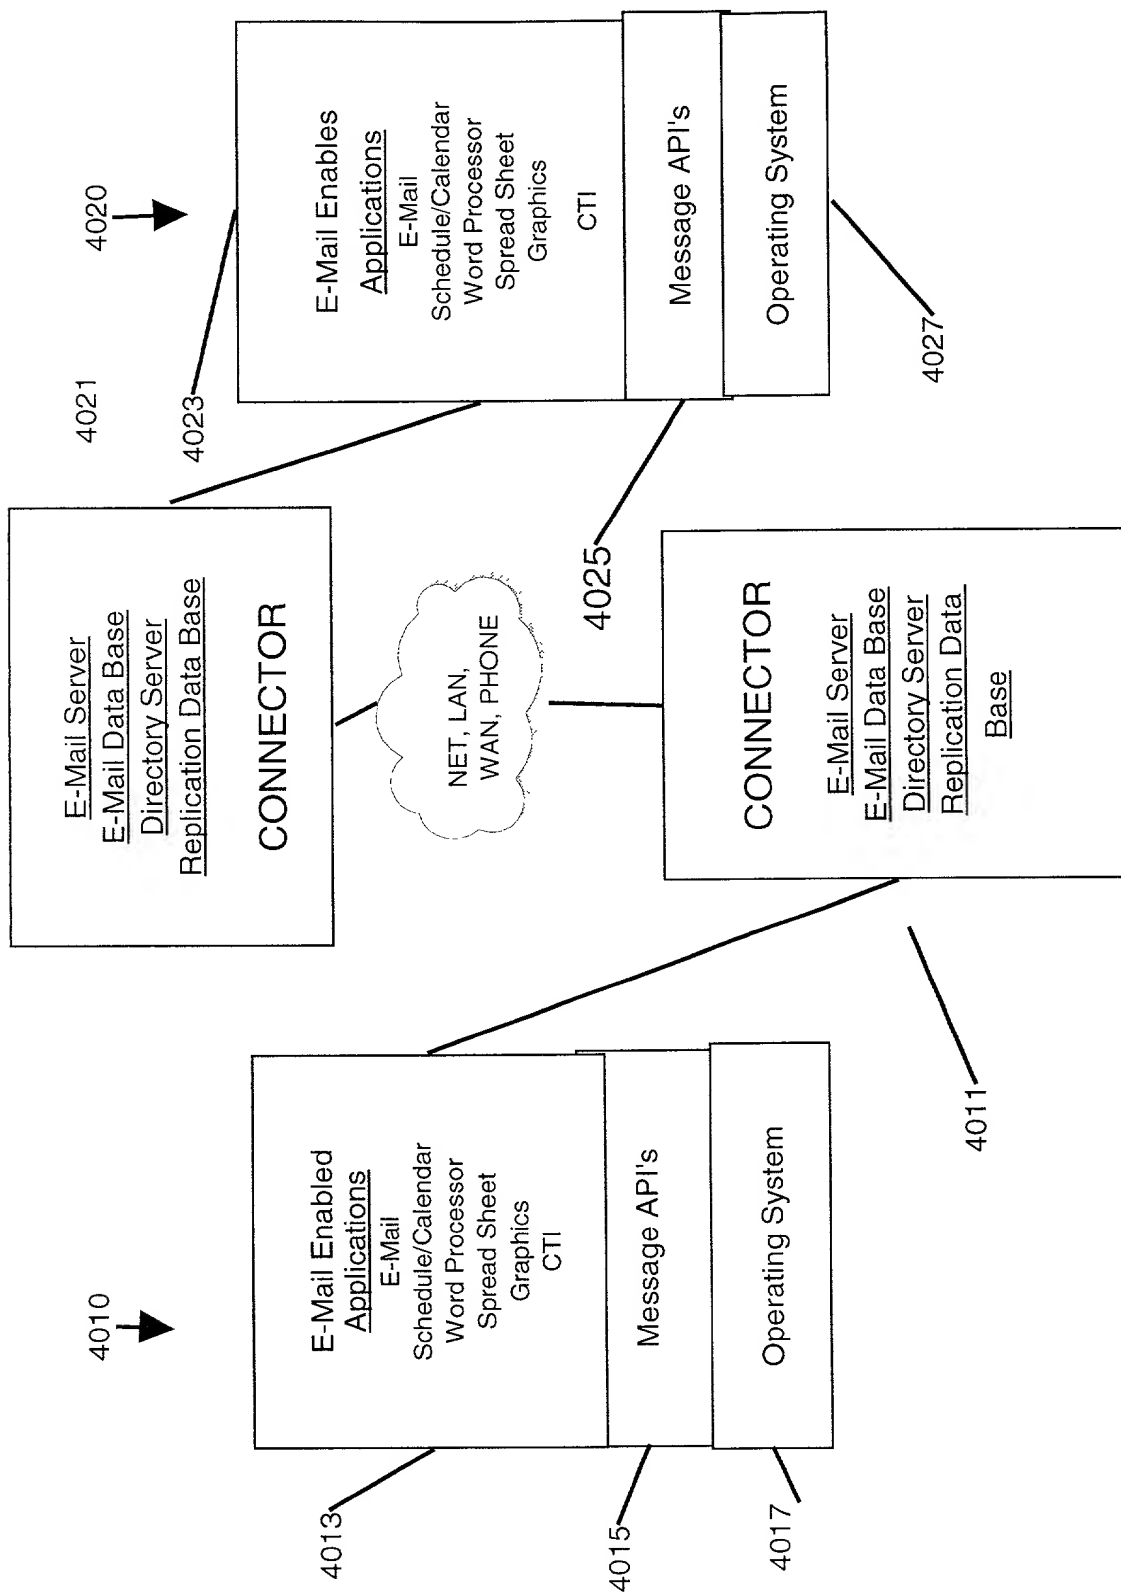 4010
E-Mail Enabled
Applications
E-Mail
Schedule/Calendar
Word Processor
Spread Sheet
Graphics
CTI
Message API's
Operating System
4013
4015
4017
E-Mail Server
E-Mail Data Base
Directory Server
Replication Data Base
CONNECTOR
NET, LAN,
WAN, PHONE
CONNECTOR
E-Mail Server
E-Mail Data Base
Directory Server
Replication Data
Base
4011
4020
4021
4023
E-Mail Enables
Applications
E-Mail
Schedule/Calendar
Word Processor
Spread Sheet
Graphics
CTI
Message API's
Operating System
4025
4027